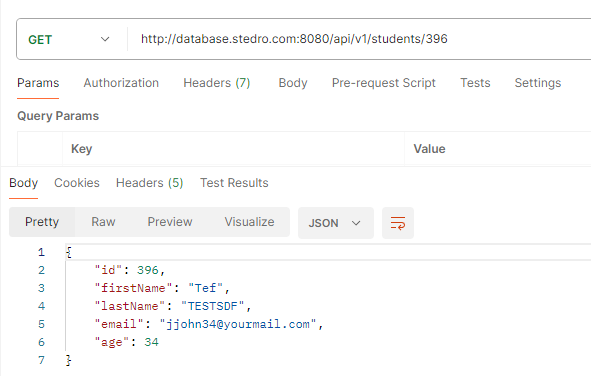 GET http://database.stedro.com:8080/api/v1/students/396
Params Authorization Headers (7) Body Pre-request Script Tests Settings
Query Params
Key Value
Body Cookies Headers (5) Test Results
Pretty Raw Preview Visualize JSON
1 {
2 "id": 396,
3 "firstName": "Tef",
4 "lastName": "TESTSDF",
5 "email": "jjohn34@yourmail.com",
6 "age": 34
7 }